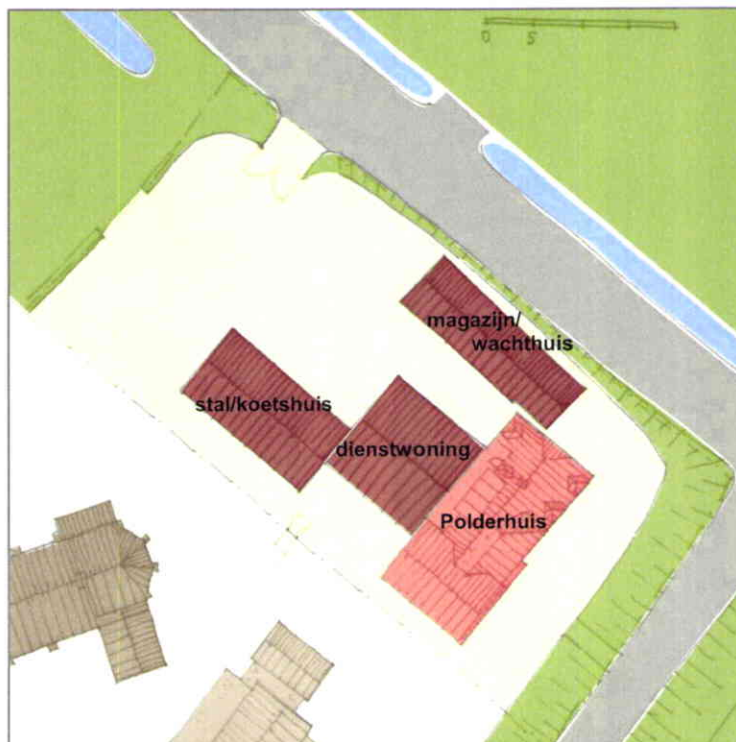 0 5
magazijn/
wachthuis
stal/koetshuis
dienstwoning
Polderhuis